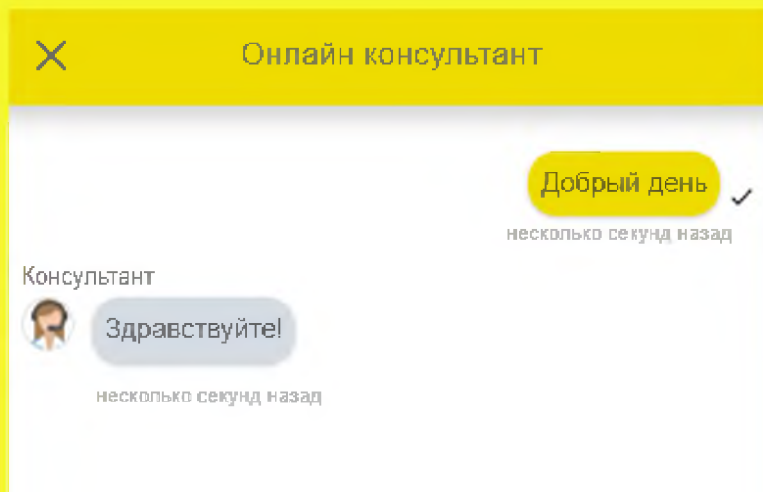 Онлайн консультант
Добрый день
несколько секунд назад
Консультант
Здравствуйте!
несколько секунд назад